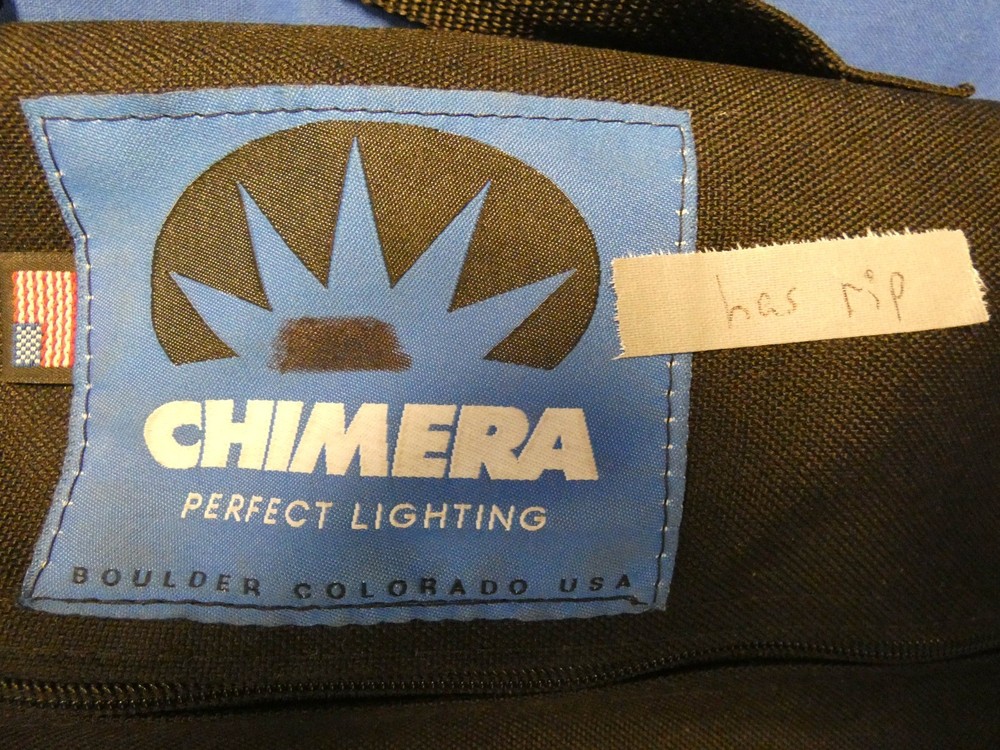 CHIMERA
PERFECT LIGHTING
BOULDER COLORADO USA
has rip